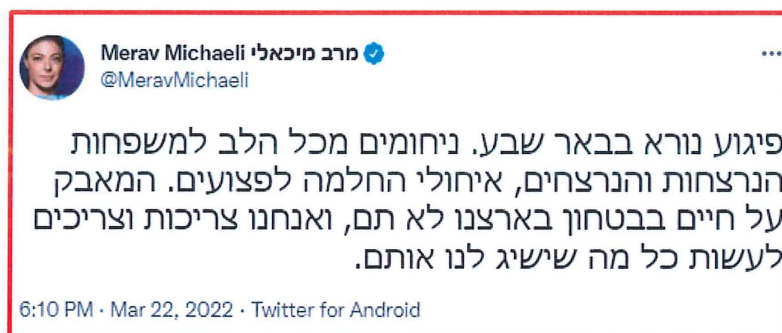 Merav Michaeli מרב מיכאלי
@MeravMichaeli
פיגוע נורא בבאר שבע. ניחומים מכל הלב למשפחות
הנרצחות והנרצחים, איחולי החלמה לפצועים. המאבק
על חיים בבטחון בארצנו לא תם, ואנחנו צריכות וצריכים
לעשות כל מה שישיג לנו אותם.
6:10 PM · Mar 22, 2022 · Twitter for Android